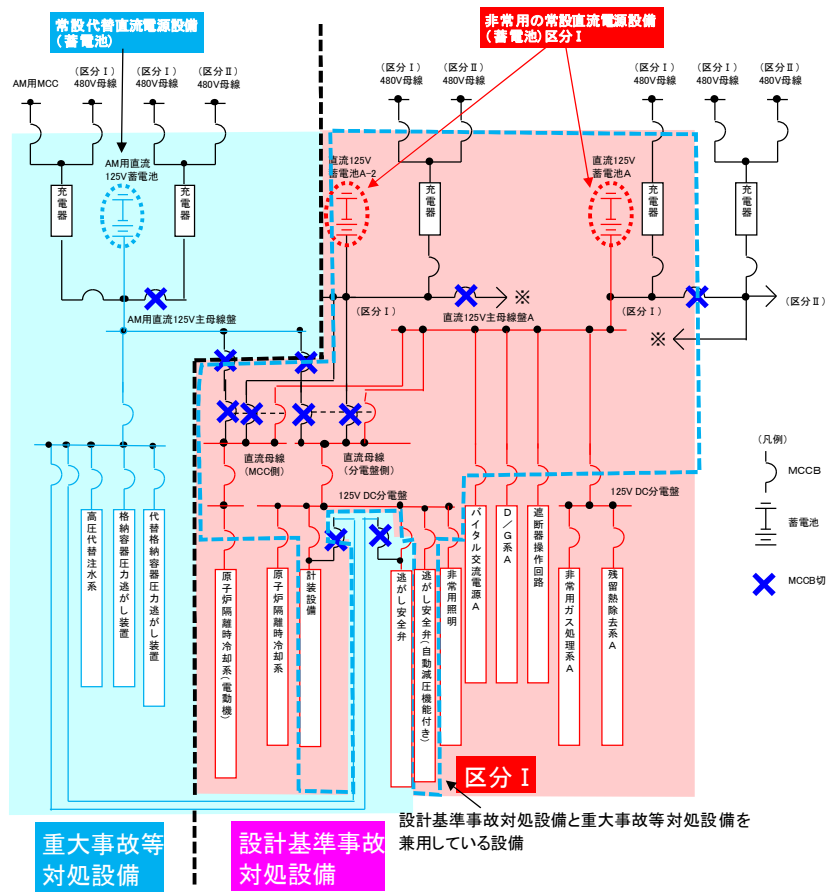 常設代替直流電源設備
(蓄電池)
非常用の常設直流電源設備
(蓄電池)区分Ⅰ
AM用MCC
(区分Ⅰ)
480V母線
(区分Ⅰ)
480V母線
(区分Ⅱ)
480V母線
(区分Ⅰ)
480V母線
(区分Ⅱ)
480V母線
(区分Ⅰ)
480V母線
(区分Ⅰ)
480V母線
(区分Ⅱ)
480V母線
AM用直流
125V蓄電池
直流125V
蓄電池A-2
直流125V
蓄電池A
充電器
充電器
充電器
充電器
充電器
※
(区分Ⅰ)
(区分Ⅰ)
(区分Ⅱ)
AM用直流125V主母線盤
直流125V主母線盤A
※
直流母線
(MCC側)
直流母線
(分電盤側)
125V DC分電盤
125V DC分電盤
(凡例)
MCCB
蓄電池
MCCB切
高圧代替注水系
格納容器圧力逃がし装置
代替格納容器圧力逃がし装置
原子炉隔離時冷却系(電動機)
原子炉隔離時冷却系
計装設備
逃がし安全弁
逃がし安全弁(自動減圧機能付き)
非常用照明
バイタル交流電源A
D/G系A
遮断器操作回路
非常用ガス処理系A
残留熱除去系A
区分Ⅰ
設計基準事故対処設備と重大事故等対処設備を
兼用している設備
重大事故等
対処設備
設計基準事故
対処設備